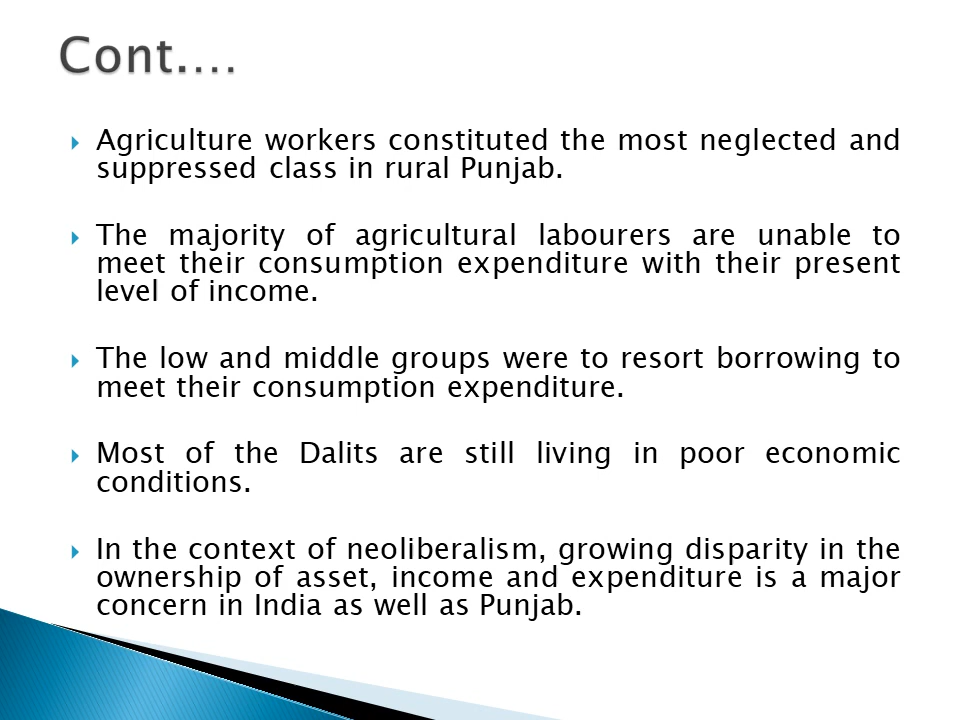 Cont.…
Agriculture workers constituted the most neglected and
suppressed class in rural Punjab.
The majority of agricultural labourers are unable to
meet their consumption expenditure with their present
level of income.
The low and middle groups were to resort borrowing to
meet their consumption expenditure.
Most of the Dalits are still living in poor economic
conditions.
In the context of neoliberalism, growing disparity in the
ownership of asset, income and expenditure is a major
concern in India as well as Punjab.